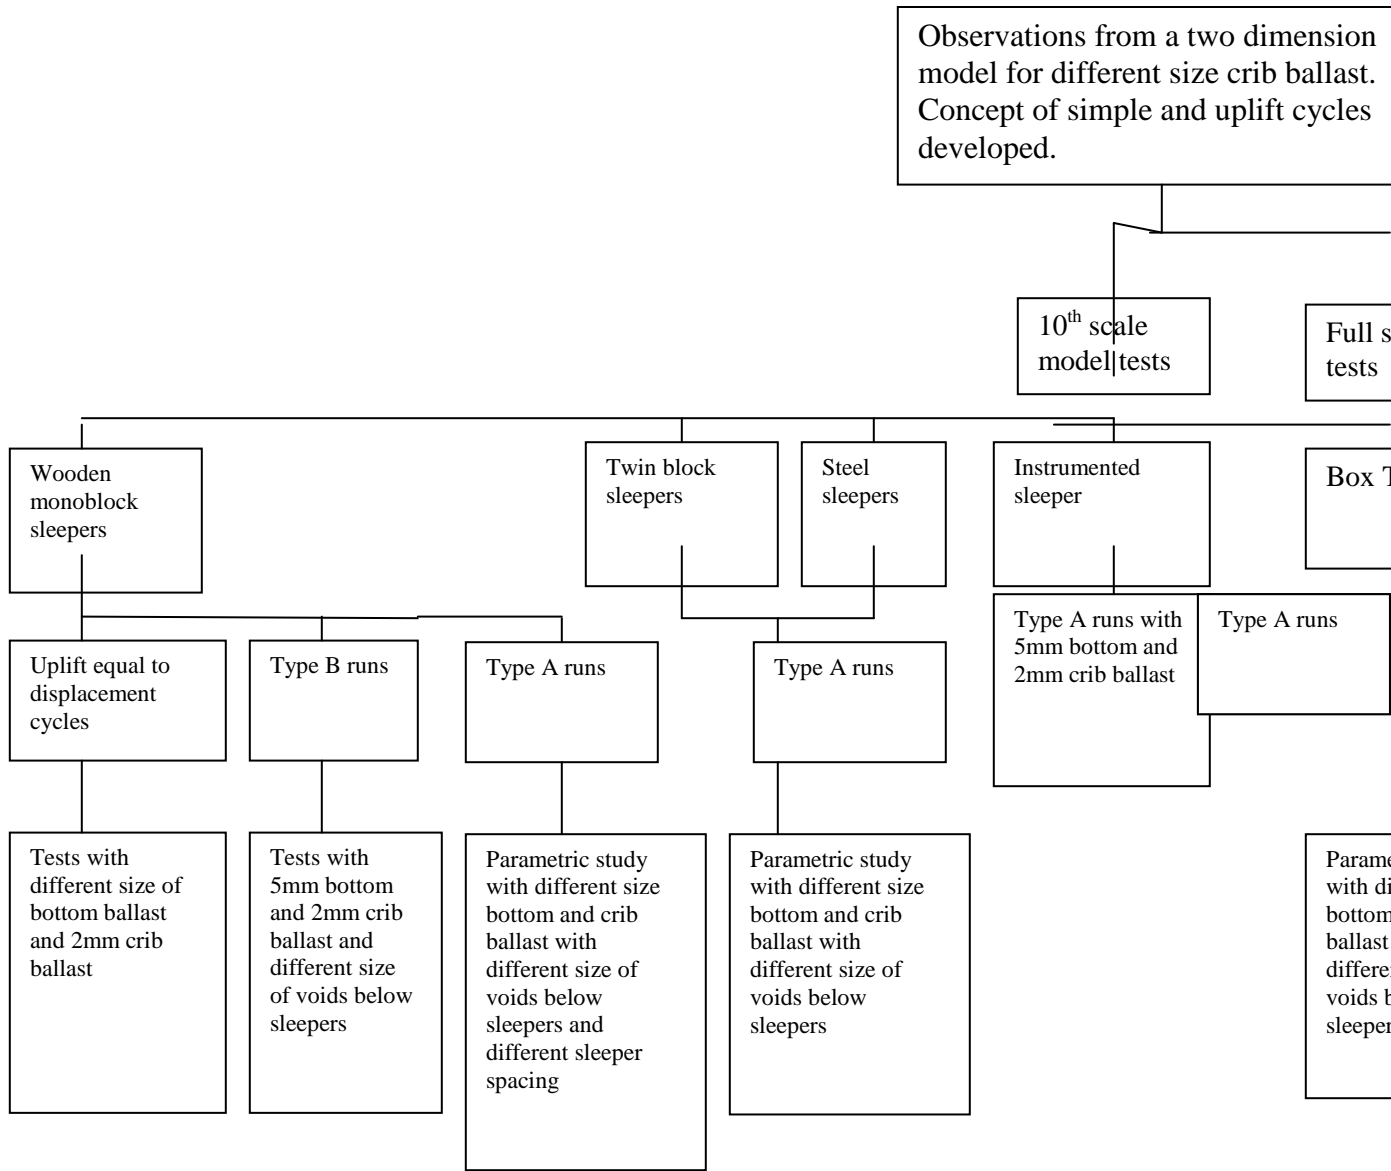 Observations from a two dimension
model for different size crib ballast.
Concept of simple and uplift cycles
developed.
10th scale
model tests
Full s
tests
Wooden
monoblock
sleepers
Twin block
sleepers
Steel
sleepers
Instrumented
sleeper
Box T
Uplift equal to
displacement
cycles
Type B runs
Type A runs
Type A runs
Type A runs with
5mm bottom and
2mm crib ballast
Type A runs
Tests with
different size of
bottom ballast
and 2mm crib
ballast
Tests with
5mm bottom
and 2mm crib
ballast and
different size
of voids below
sleepers
Parametric study
with different size
bottom and crib
ballast with
different size of
voids below
sleepers and
different sleeper
spacing
Parametric study
with different size
bottom and crib
ballast with
different size of
voids below
sleepers
Parame
with di
bottom
ballast
differen
voids b
sleeper